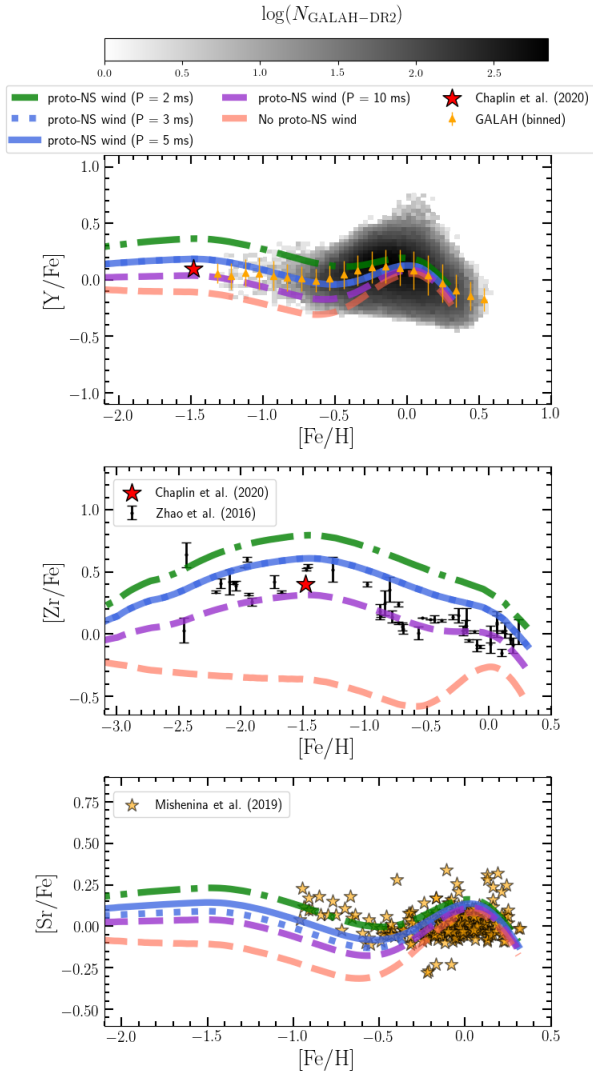 log(N_GALAH−DR2)
0.0 0.5 1.0 1.5 2.0 2.5
proto-NS wind (P = 2 ms)
proto-NS wind (P = 3 ms)
proto-NS wind (P = 5 ms)
proto-NS wind (P = 10 ms)
No proto-NS wind
Chaplin et al. (2020)
GALAH (binned)
[Y/Fe]
1.0
0.5
0.0
−0.5
−1.0
−2.0 −1.5 −1.0 −0.5 0.0 0.5 1.0
[Fe/H]
Chaplin et al. (2020)
Zhao et al. (2016)
[Zr/Fe]
1.0
0.5
0.0
−0.5
−3.0 −2.5 −2.0 −1.5 −1.0 −0.5 0.0 0.5
[Fe/H]
Mishenina et al. (2019)
[Sr/Fe]
0.75
0.50
0.25
0.00
−0.25
−0.50
−2.0 −1.5 −1.0 −0.5 0.0 0.5
[Fe/H]